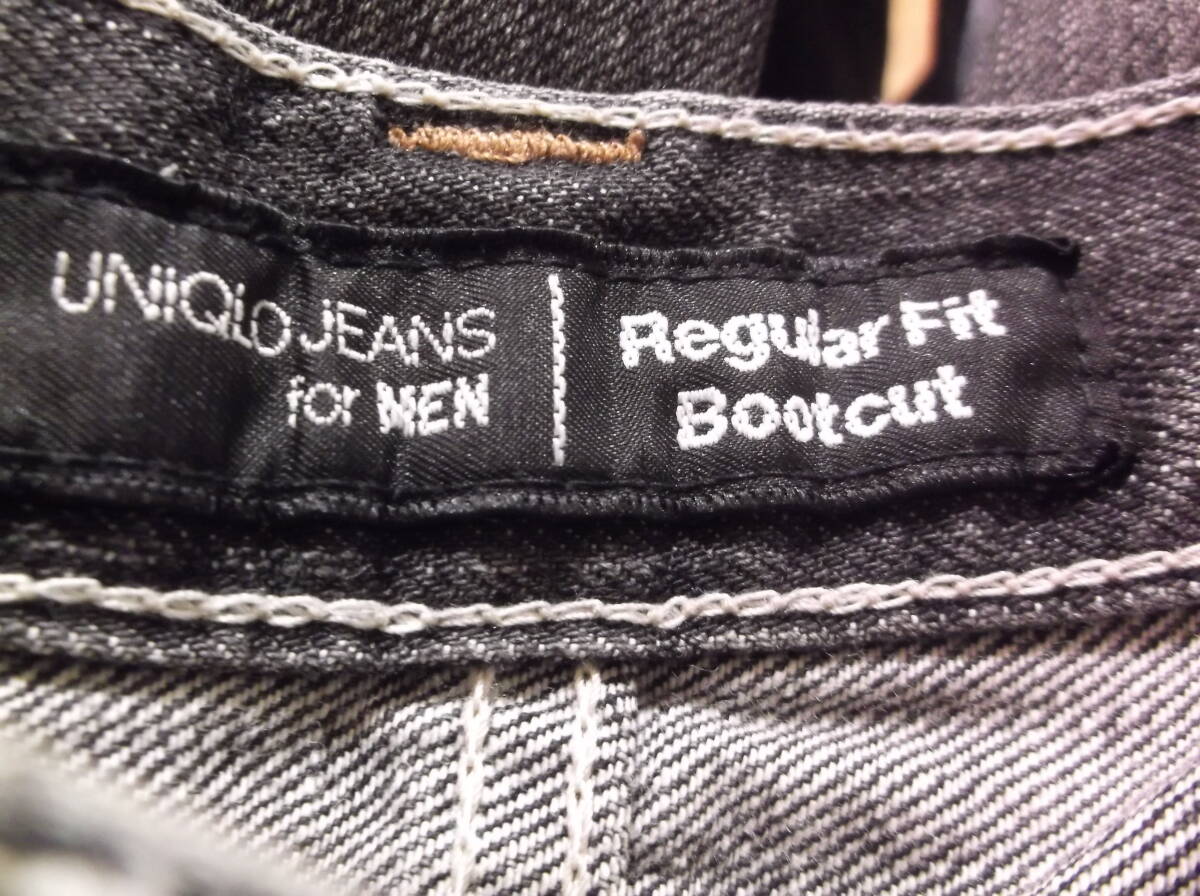 UNIQLO JEANS
for MEN
Regular Fit
Bootcut